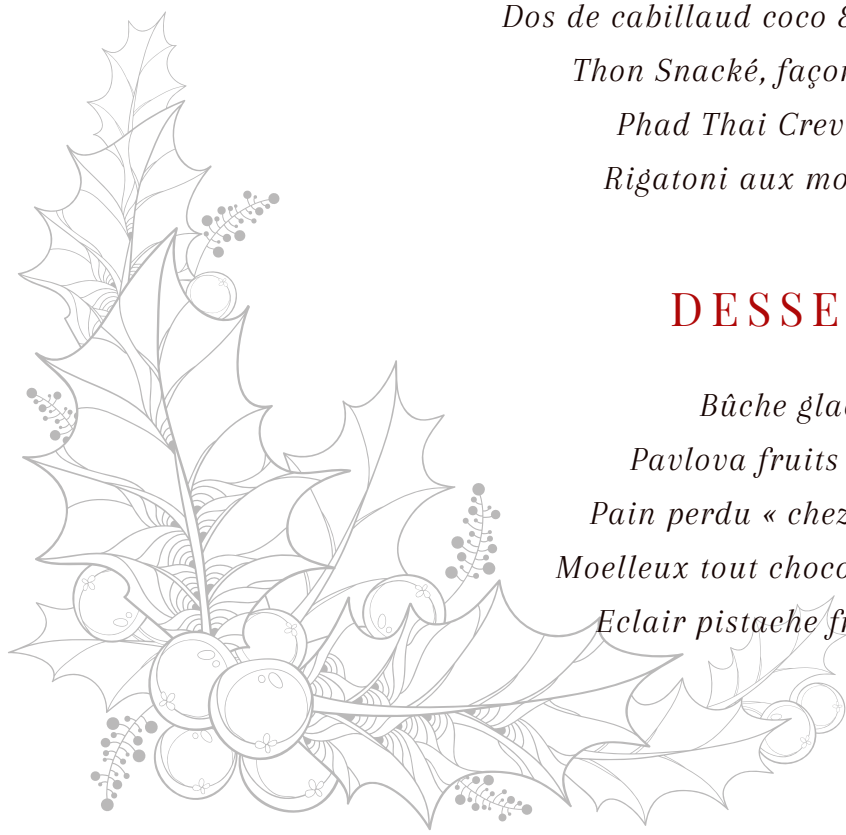 Dos de cabillaud coco &
Thon Snacké, façon
Phad Thai Crev
Rigatoni aux mo
DESSE
Bûche gla
Pavlova fruits
Pain perdu « chez
Moelleux tout choco
Eclair pistache fr